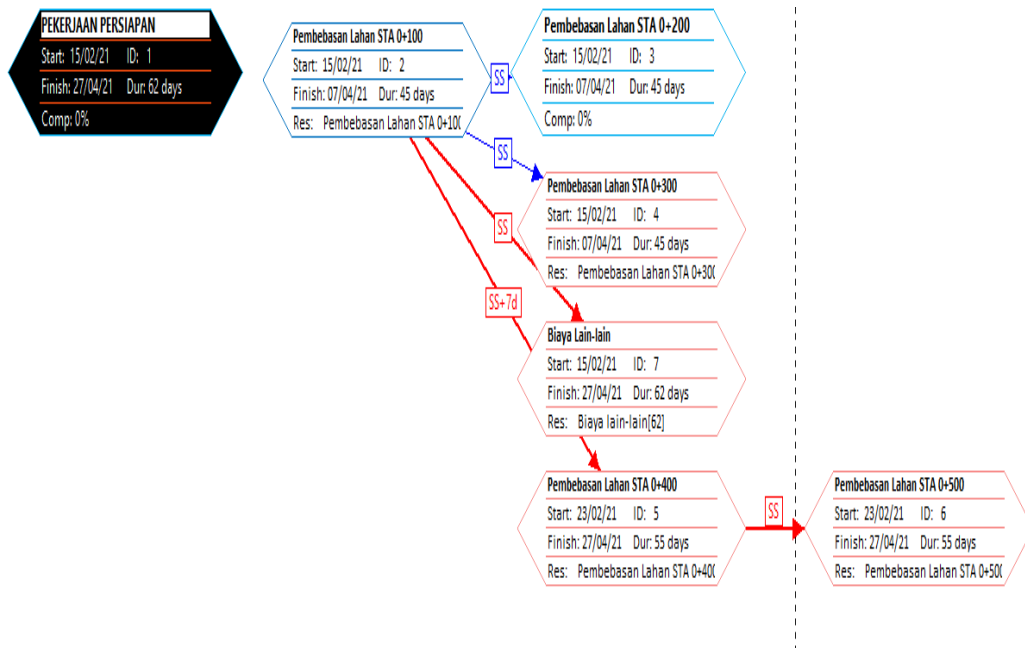 PEKERJAAN PERSIAPAN
Start: 15/02/21 ID: 1
Finish: 27/04/21 Dur: 62 days
Comp: 0%
Pembebasan Lahan STA 0+100
Start: 15/02/21 ID: 2
Finish: 07/04/21 Dur: 45 days
Res: Pembebasan Lahan STA 0+100
SS
Pembebasan Lahan STA 0+200
Start: 15/02/21 ID: 3
Finish: 07/04/21 Dur: 45 days
Comp: 0%
SS
Pembebasan Lahan STA 0+300
Start: 15/02/21 ID: 4
Finish: 07/04/21 Dur: 45 days
Res: Pembebasan Lahan STA 0+300
SS
SS+7d
Biaya Lain-lain
Start: 15/02/21 ID: 7
Finish: 27/04/21 Dur: 62 days
Res: Biaya lain-lain[62]
Pembebasan Lahan STA 0+400
Start: 23/02/21 ID: 5
Finish: 27/04/21 Dur: 55 days
Res: Pembebasan Lahan STA 0+400
SS
Pembebasan Lahan STA 0+500
Start: 23/02/21 ID: 6
Finish: 27/04/21 Dur: 55 days
Res: Pembebasan Lahan STA 0+500